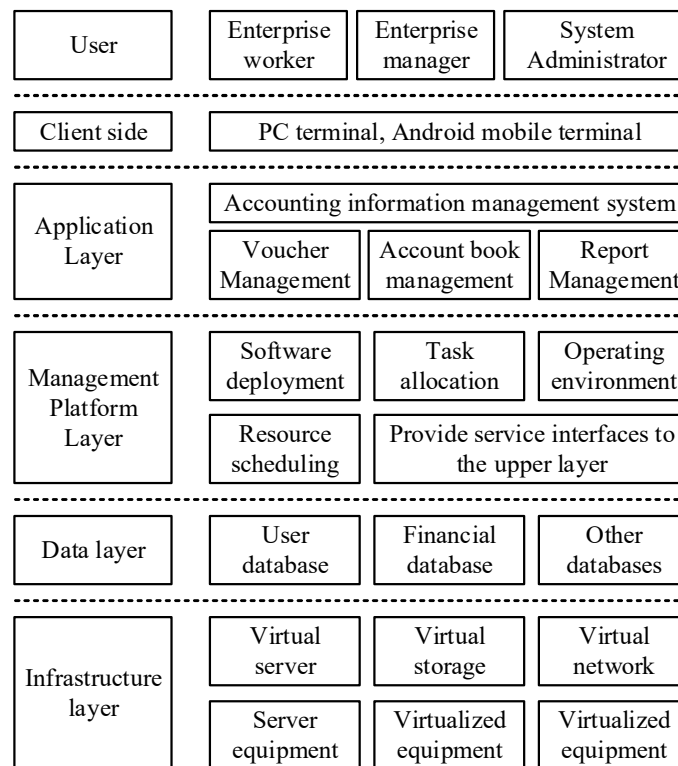 User
Enterprise
worker
Enterprise
manager
System
Administrator
Client side
PC terminal, Android mobile terminal
Application
Layer
Accounting information management system
Voucher
Management
Account book
management
Report
Management
Management
Platform
Layer
Software
deployment
Task
allocation
Operating
environment
Resource
scheduling
Provide service interfaces to
the upper layer
Data layer
User
database
Financial
database
Other
databases
Infrastructure
layer
Virtual
server
Virtual
storage
Virtual
network
Server
equipment
Virtualized
equipment
Virtualized
equipment